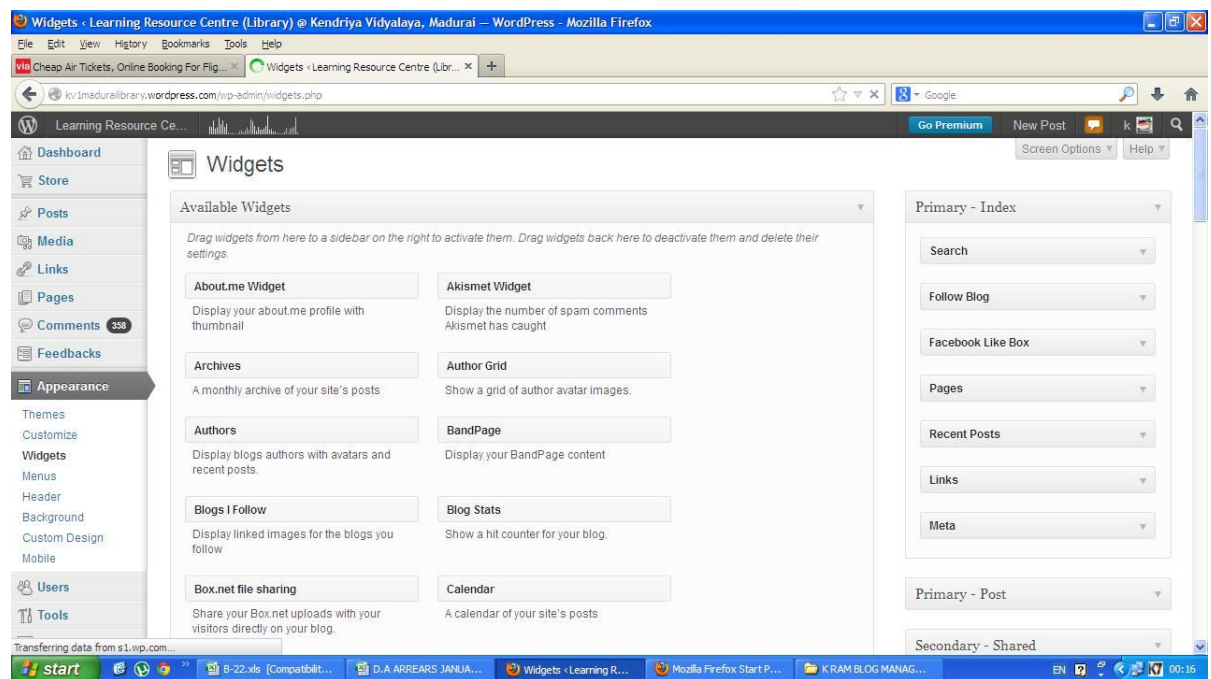 Widgets ‹ Learning Resource Centre (Library) @ Kendriya Vidyalaya, Madurai — WordPress - Mozilla Firefox
File Edit View History Bookmarks Tools Help
via Cheap Air Tickets, Online Booking For Flig... Widgets ‹ Learning Resource Centre (Libr...
kv1madurailibrary.wordpress.com/wp-admin/widgets.php Google
Learning Resource Ce... Go Premium New Post k
Screen Options Help
Dashboard
Store
Posts
Media
Links
Pages
Comments 358
Feedbacks
Appearance
Themes
Customize
Widgets
Menus
Header
Background
Custom Design
Mobile
Users
Tools
Widgets
Available Widgets
Drag widgets from here to a sidebar on the right to activate them. Drag widgets back here to deactivate them and delete their
settings.
About.me Widget
Display your about.me profile with
thumbnail
Akismet Widget
Display the number of spam comments
Akismet has caught
Archives
A monthly archive of your site's posts
Author Grid
Show a grid of author avatar images.
Authors
Display blogs authors with avatars and
recent posts.
BandPage
Display your BandPage content
Blogs I Follow
Display linked images for the blogs you
follow
Blog Stats
Show a hit counter for your blog.
Box.net file sharing
Share your Box.net uploads with your
visitors directly on your blog.
Calendar
A calendar of your site's posts
Primary - Index
Search
Follow Blog
Facebook Like Box
Pages
Recent Posts
Links
Meta
Primary - Post
Secondary - Shared
Transferring data from s1.wp.com...
start B-22.xls [Compatibilit... D.A ARREARS JANUA... Widgets ‹ Learning R... Mozilla Firefox Start P... K RAM BLOG MANAG... EN 00:16